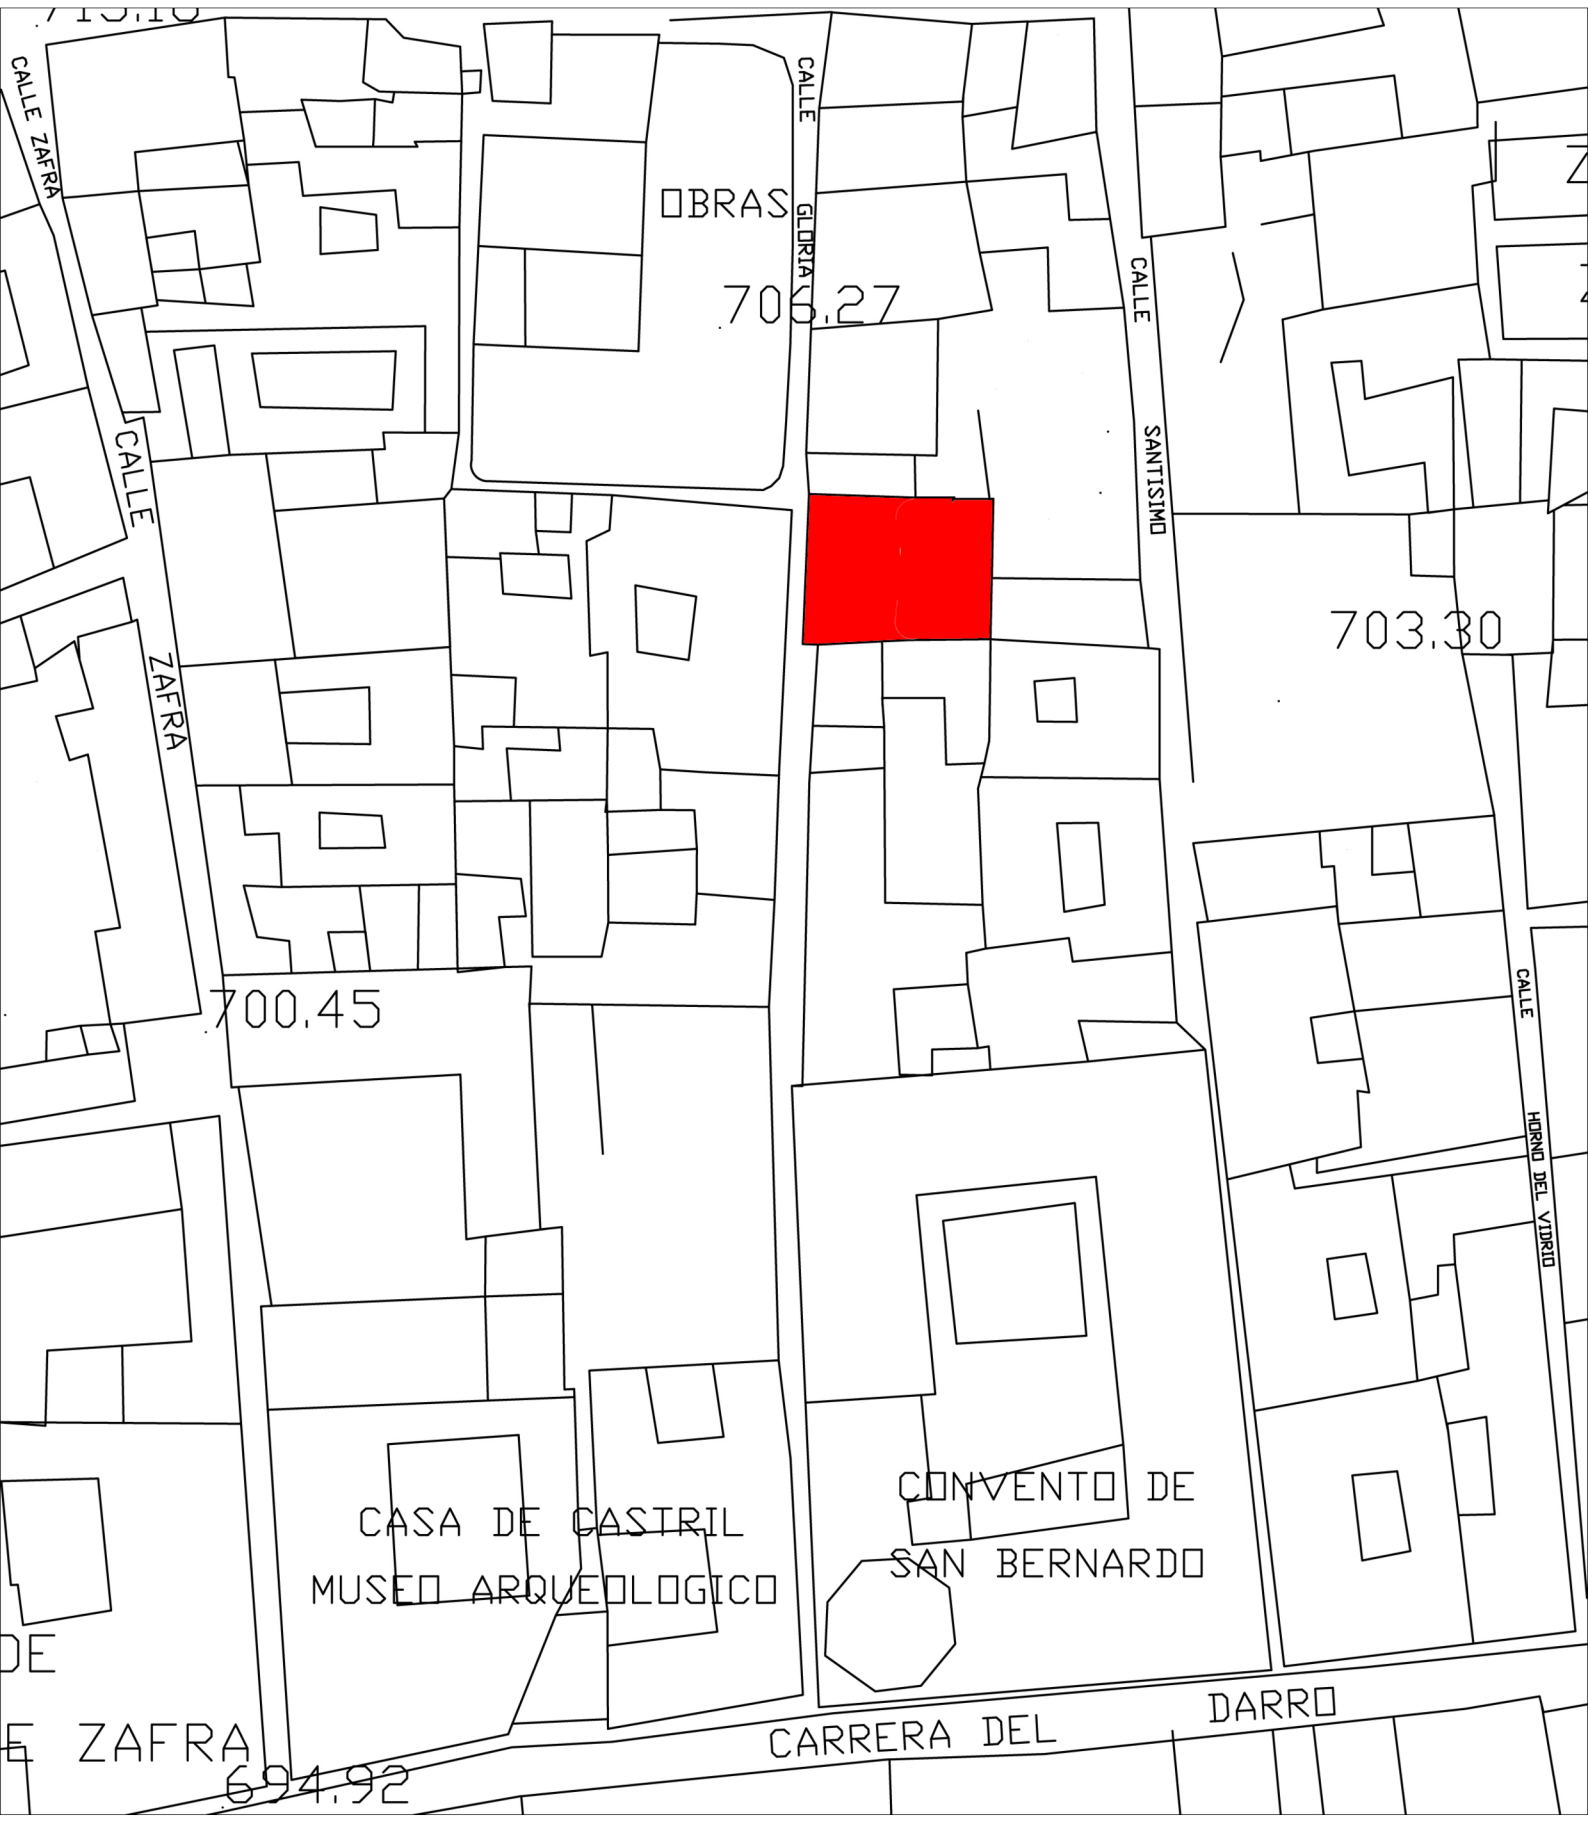 CALLE ZAFRA
CALLE
GLORIA
OBRAS
706.27
CALLE
SANTISIMO
CALLE
ZAFRA
703.30
700.45
CALLE
HORNO DEL VIDRIO
CONVENTO DE
SAN BERNARDO
CASA DE CASTRIL
MUSEO ARQUEOLOGICO
DE
E ZAFRA
694.92
CARRERA DEL
DARRO